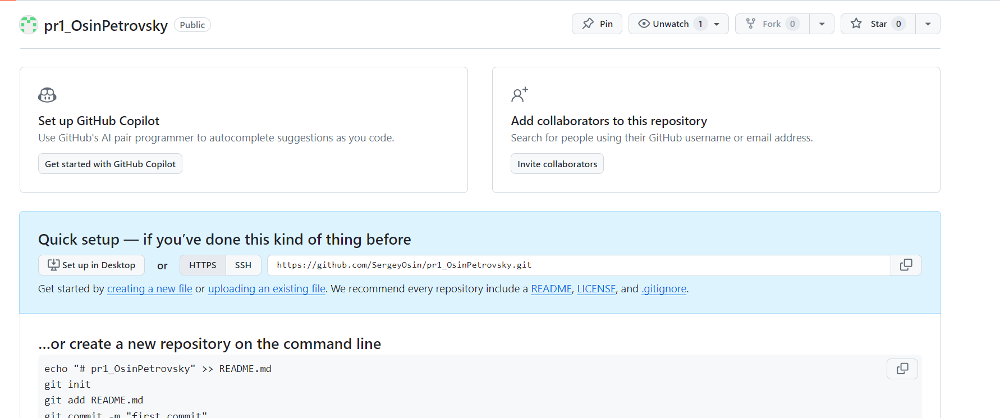 pr1_OsinPetrovsky Public
Pin Unwatch 1 Fork 0 Star 0
Set up GitHub Copilot
Use GitHub's AI pair programmer to autocomplete suggestions as you code.
Get started with GitHub Copilot
Add collaborators to this repository
Search for people using their GitHub username or email address.
Invite collaborators
Quick setup — if you’ve done this kind of thing before
Set up in Desktop or HTTPS SSH https://github.com/SergeyOsin/pr1_OsinPetrovsky.git
Get started by creating a new file or uploading an existing file. We recommend every repository include a README, LICENSE, and .gitignore.
…or create a new repository on the command line
echo "# pr1_OsinPetrovsky" >> README.md
git init
git add README.md
git commit -m "first commit"